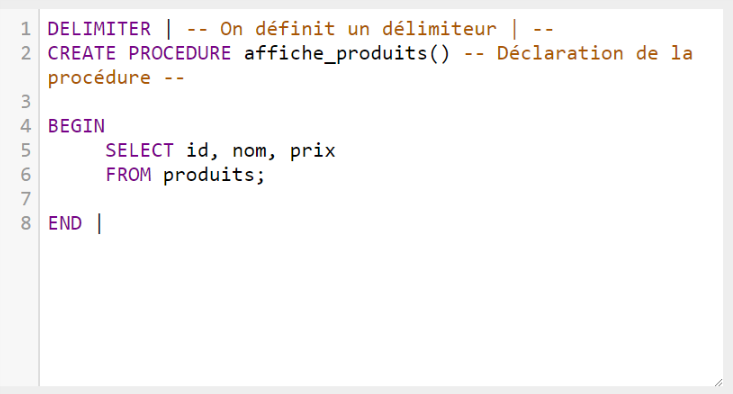 1 DELIMITER | -- On définit un délimiteur | --
2 CREATE PROCEDURE affiche_produits() -- Déclaration de la
procédure --
3
4 BEGIN
5 SELECT id, nom, prix
6 FROM produits;
7
8 END |